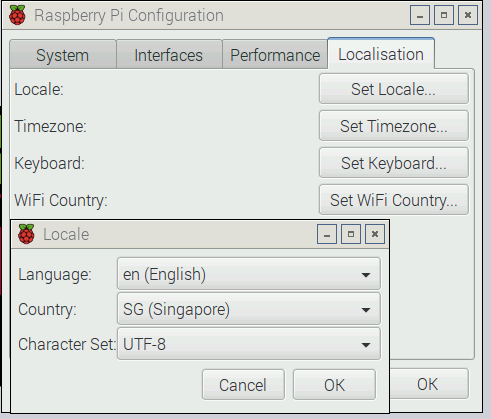 Raspberry Pi Configuration
System Interfaces Performance Localisation
Locale: Set Locale...
Timezone: Set Timezone...
Keyboard: Set Keyboard...
WiFi Country: Set WiFi Country...
Locale
Language: en (English)
Country: SG (Singapore)
Character Set: UTF-8
Cancel OK OK